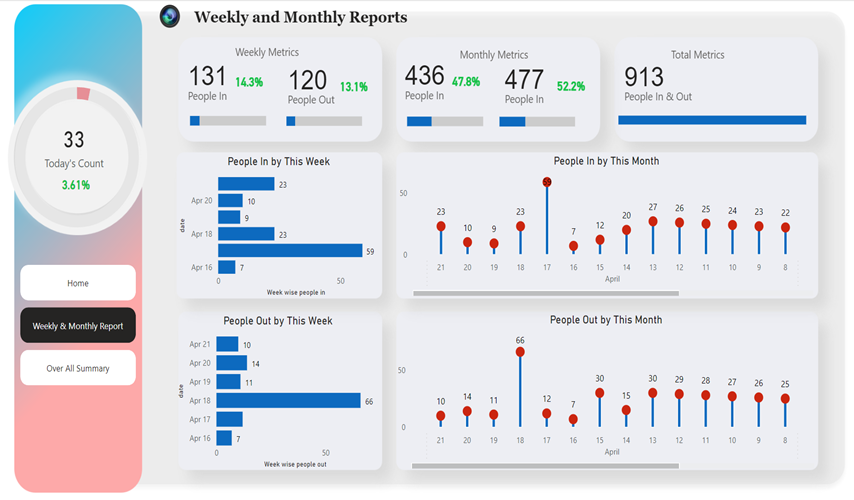 Weekly and Monthly Reports
Weekly Metrics
131 14.3%
People In
120 13.1%
People Out
Monthly Metrics
436 47.8%
People In
477 52.2%
People In
Total Metrics
913
People In & Out
33
Today's Count
3.61%
Home
Weekly & Monthly Report
Over All Summary
People In by This Week
23
Apr 20 10
9
Apr 18 23
59
Apr 16 7
0 50
date
Week wise people in
People In by This Month
50
0
23 10 9 23 59 7 12 20 27 26 25 24 23 22
21 20 19 18 17 16 15 14 13 12 11 10 9 8
April
People Out by This Week
Apr 21 10
Apr 20 14
Apr 19 11
Apr 18 66
Apr 17
Apr 16 7
0 50
date
Week wise people out
People Out by This Month
50
0
10 14 11 66 12 7 30 15 30 29 28 27 26 25
21 20 19 18 17 16 15 14 13 12 11 10 9 8
April